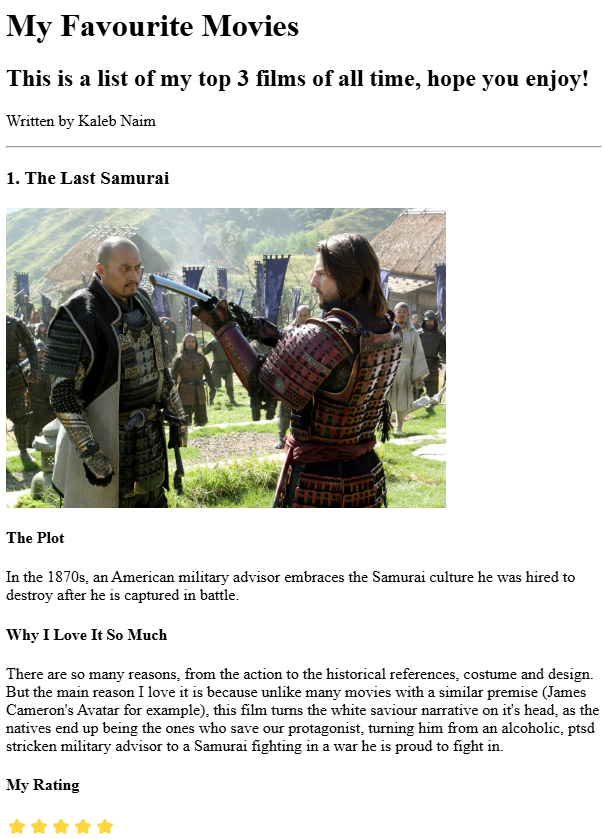 My Favourite Movies
This is a list of my top 3 films of all time, hope you enjoy!
Written by Kaleb Naim
1. The Last Samurai
The Plot
In the 1870s, an American military advisor embraces the Samurai culture he was hired to
destroy after he is captured in battle.
Why I Love It So Much
There are so many reasons, from the action to the historical references, costume and design.
But the main reason I love it is because unlike many movies with a similar premise (James
Cameron's Avatar for example), this film turns the white saviour narrative on it's head, as the
natives end up being the ones who save our protagonist, turning him from an alcoholic, ptsd
stricken military advisor to a Samurai fighting in a war he is proud to fight in.
My Rating